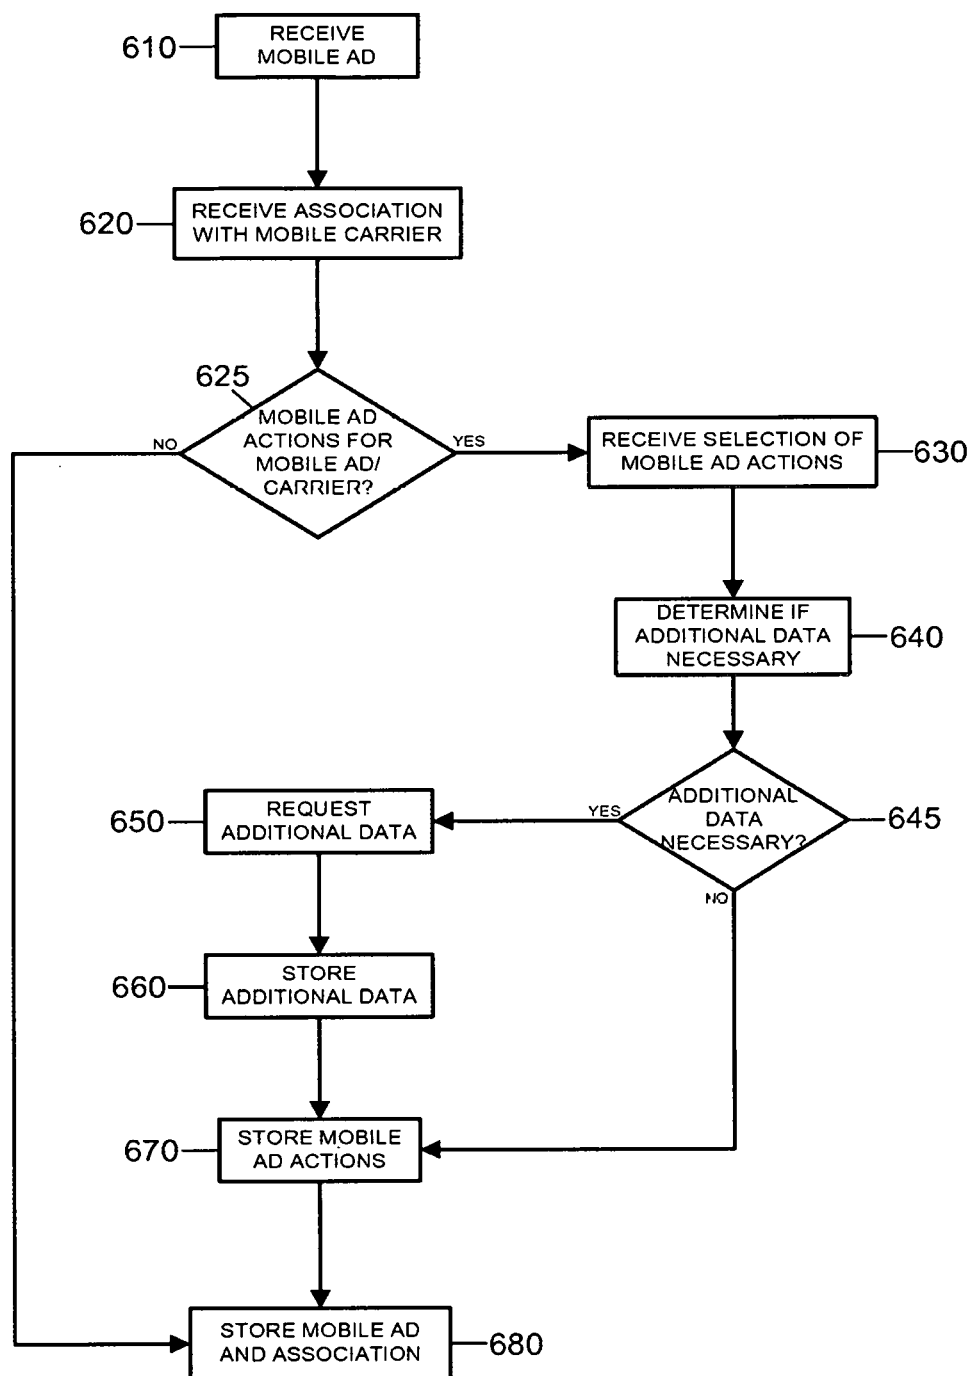 610
RECEIVE
MOBILE AD
620
RECEIVE ASSOCIATION
WITH MOBILE CARRIER
625
MOBILE AD
ACTIONS FOR
MOBILE AD/
CARRIER?
NO
YES
RECEIVE SELECTION OF
MOBILE AD ACTIONS
630
DETERMINE IF
ADDITIONAL DATA
NECESSARY
640
ADDITIONAL
DATA
NECESSARY?
645
YES
NO
650
REQUEST
ADDITIONAL DATA
660
STORE
ADDITIONAL DATA
670
STORE MOBILE
AD ACTIONS
STORE MOBILE AD
AND ASSOCIATION
680